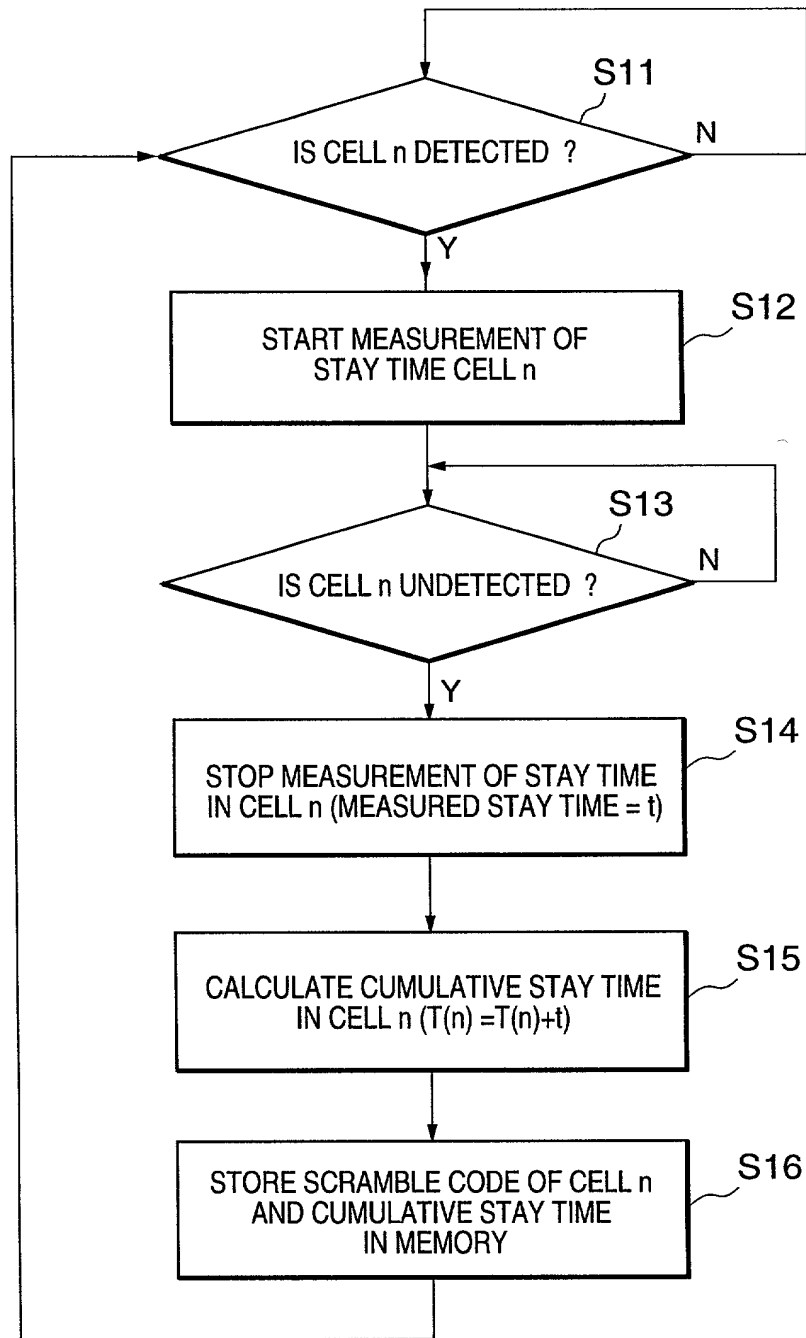 S11
IS CELL n DETECTED ?
N
Y
S12
START MEASUREMENT OF
STAY TIME CELL n
S13
IS CELL n UNDETECTED ?
N
Y
S14
STOP MEASUREMENT OF STAY TIME
IN CELL n (MEASURED STAY TIME = t)
S15
CALCULATE CUMULATIVE STAY TIME
IN CELL n (T(n) =T(n)+t)
S16
STORE SCRAMBLE CODE OF CELL n
AND CUMULATIVE STAY TIME
IN MEMORY